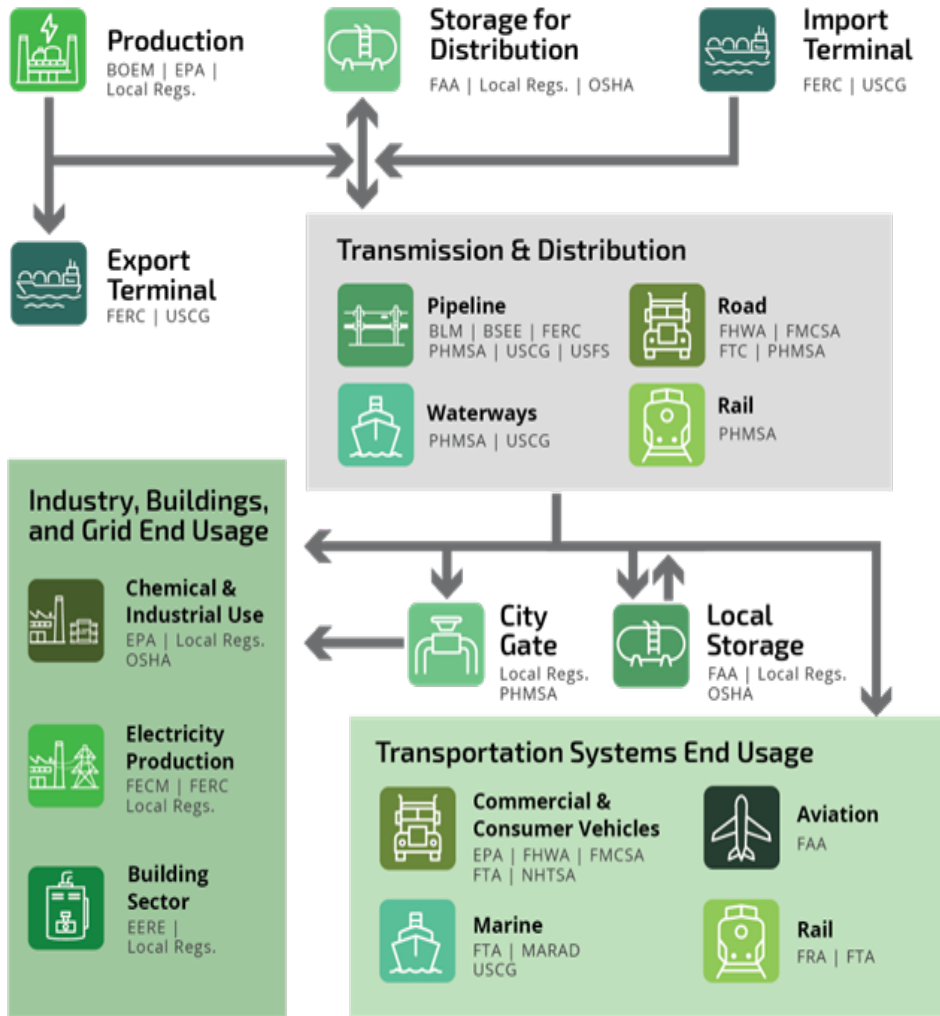 Production
BOEM | EPA |
Local Regs.
Storage for
Distribution
FAA | Local Regs. | OSHA
Import
Terminal
FERC | USCG
Export
Terminal
FERC | USCG
Transmission & Distribution
Pipeline
BLM | BSEE | FERC
PHMSA | USCG | USFS
Road
FHWA | FMCSA
FTC | PHMSA
Waterways
PHMSA | USCG
Rail
PHMSA
Industry, Buildings,
and Grid End Usage
Chemical &
Industrial Use
EPA | Local Regs.
OSHA
Electricity
Production
FECM | FERC
Local Regs.
Building
Sector
EERE |
Local Regs.
City
Gate
Local Regs.
PHMSA
Local
Storage
FAA | Local Regs.
OSHA
Transportation Systems End Usage
Commercial &
Consumer Vehicles
EPA | FHWA | FMCSA
FTA | NHTSA
Aviation
FAA
Marine
FTA | MARAD
USCG
Rail
FRA | FTA